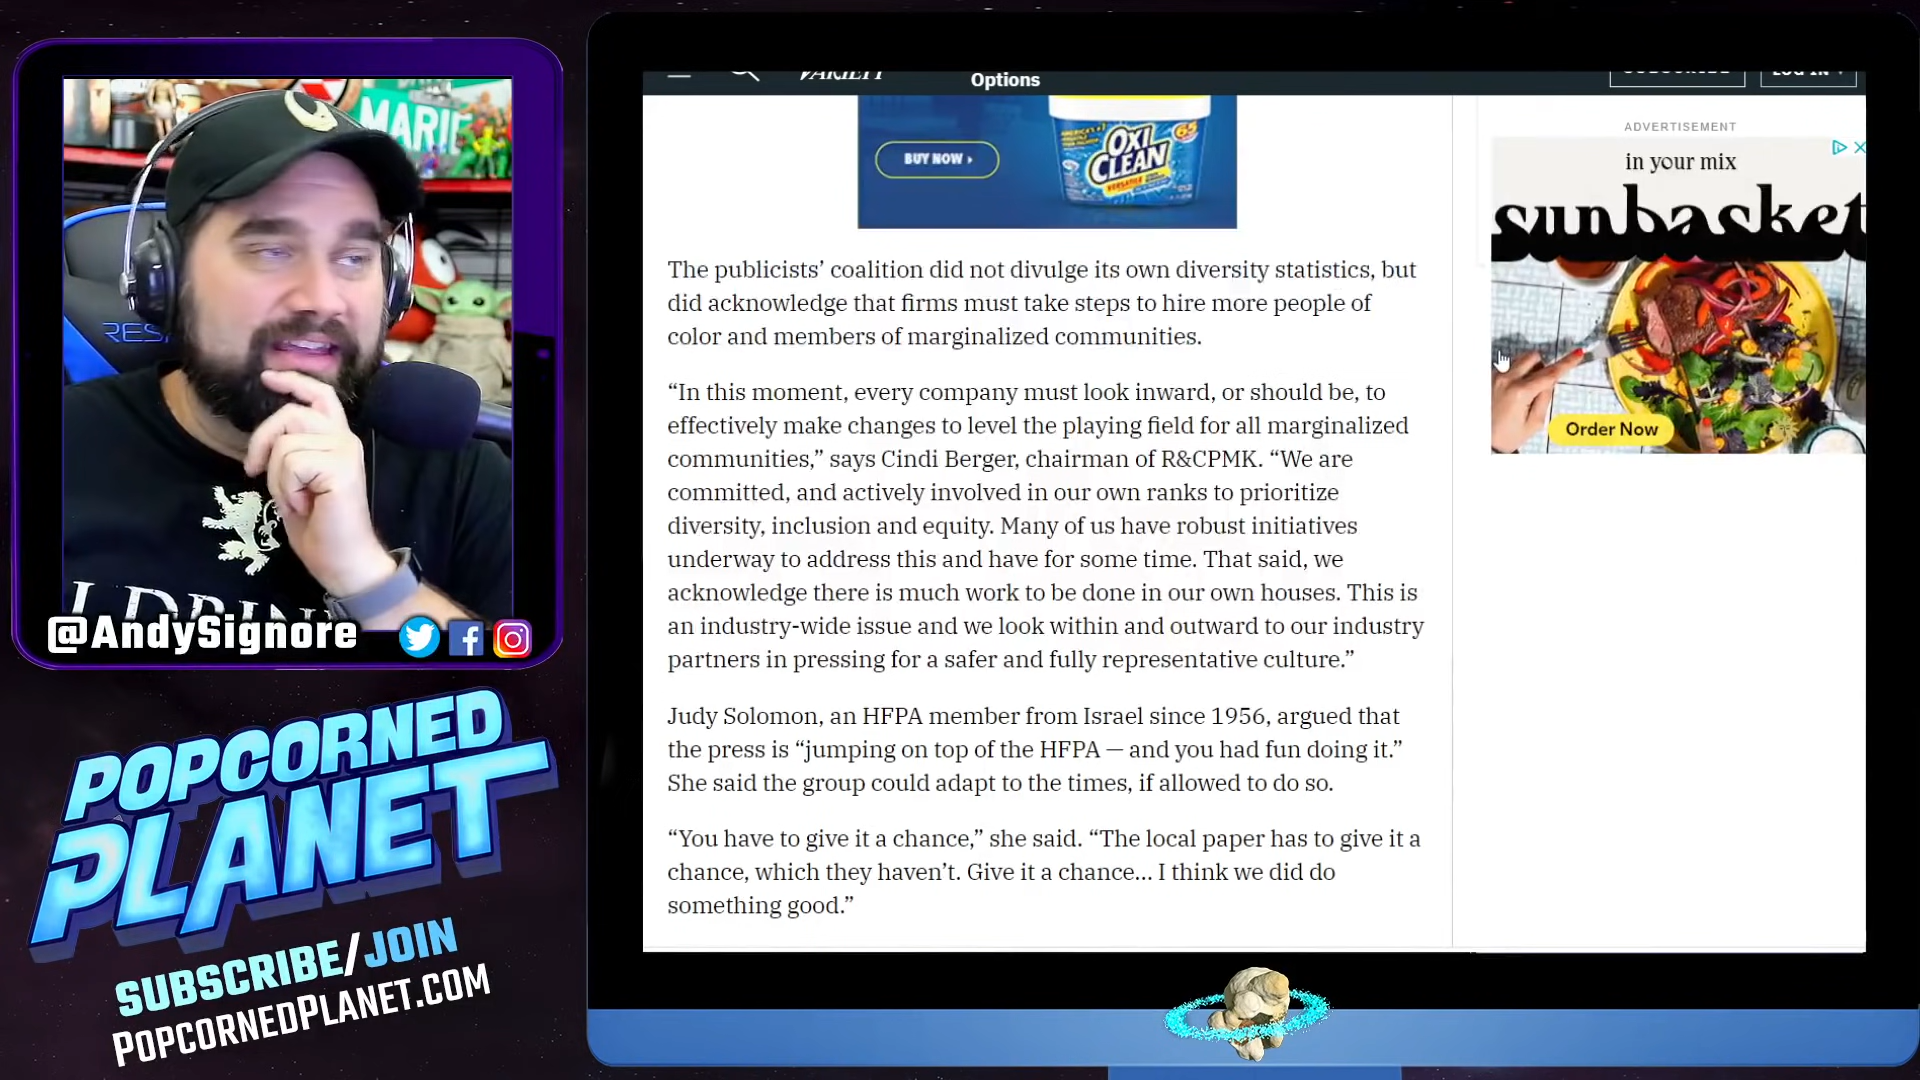 VARIETY
Options
SUBSCRIBE
LOG IN
MARIE
RES
@AndySignore
POPCORNED
PLANET
SUBSCRIBE/JOIN
POPCORNEDPLANET.COM
BUY NOW
OXI
CLEAN
VERSATILE
65
The publicists’ coalition did not divulge its own diversity statistics, but
did acknowledge that firms must take steps to hire more people of
color and members of marginalized communities.
“In this moment, every company must look inward, or should be, to
effectively make changes to level the playing field for all marginalized
communities,” says Cindi Berger, chairman of R&CPMK. “We are
committed, and actively involved in our own ranks to prioritize
diversity, inclusion and equity. Many of us have robust initiatives
underway to address this and have for some time. That said, we
acknowledge there is much work to be done in our own houses. This is
an industry-wide issue and we look within and outward to our industry
partners in pressing for a safer and fully representative culture.”
Judy Solomon, an HFPA member from Israel since 1956, argued that
the press is “jumping on top of the HFPA — and you had fun doing it.”
She said the group could adapt to the times, if allowed to do so.
“You have to give it a chance,” she said. “The local paper has to give it a
chance, which they haven’t. Give it a chance… I think we did do
something good.”
ADVERTISEMENT
in your mix
sunbasket
Order Now